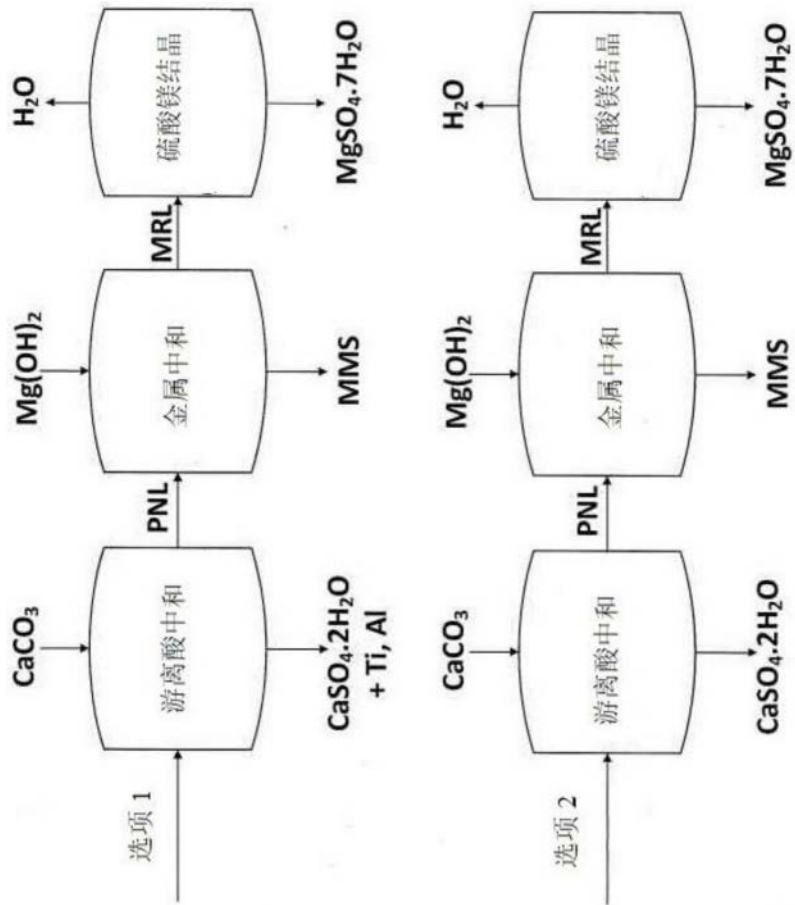 选项 1
CaCO₃
游离酸中和
CaSO₄.2H₂O
+ Ti, Al
PNL
Mg(OH)₂
金属中和
MMS
MRL
H₂O
硫酸镁结晶
MgSO₄.7H₂O
选项 2
CaCO₃
游离酸中和
CaSO₄.2H₂O
PNL
Mg(OH)₂
金属中和
MMS
MRL
H₂O
硫酸镁结晶
MgSO₄.7H₂O